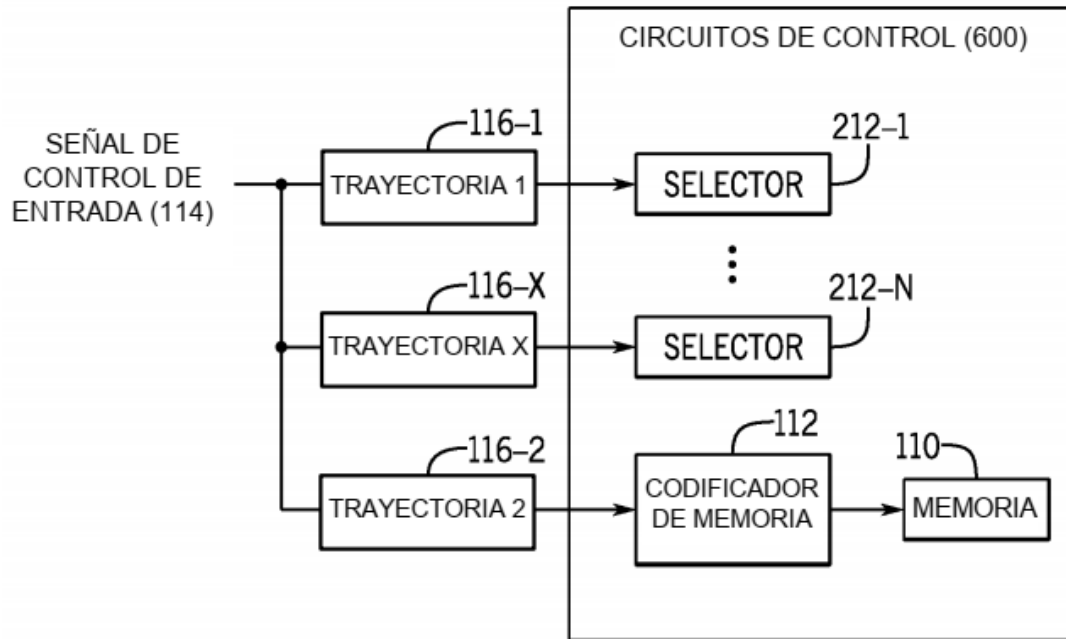 CIRCUITOS DE CONTROL (600)
SEÑAL DE
CONTROL DE
ENTRADA (114)
116-1
TRAYECTORIA 1
212-1
SELECTOR
116-X
TRAYECTORIA X
212-N
SELECTOR
116-2
TRAYECTORIA 2
112
CODIFICADOR
DE MEMORIA
110
MEMORIA